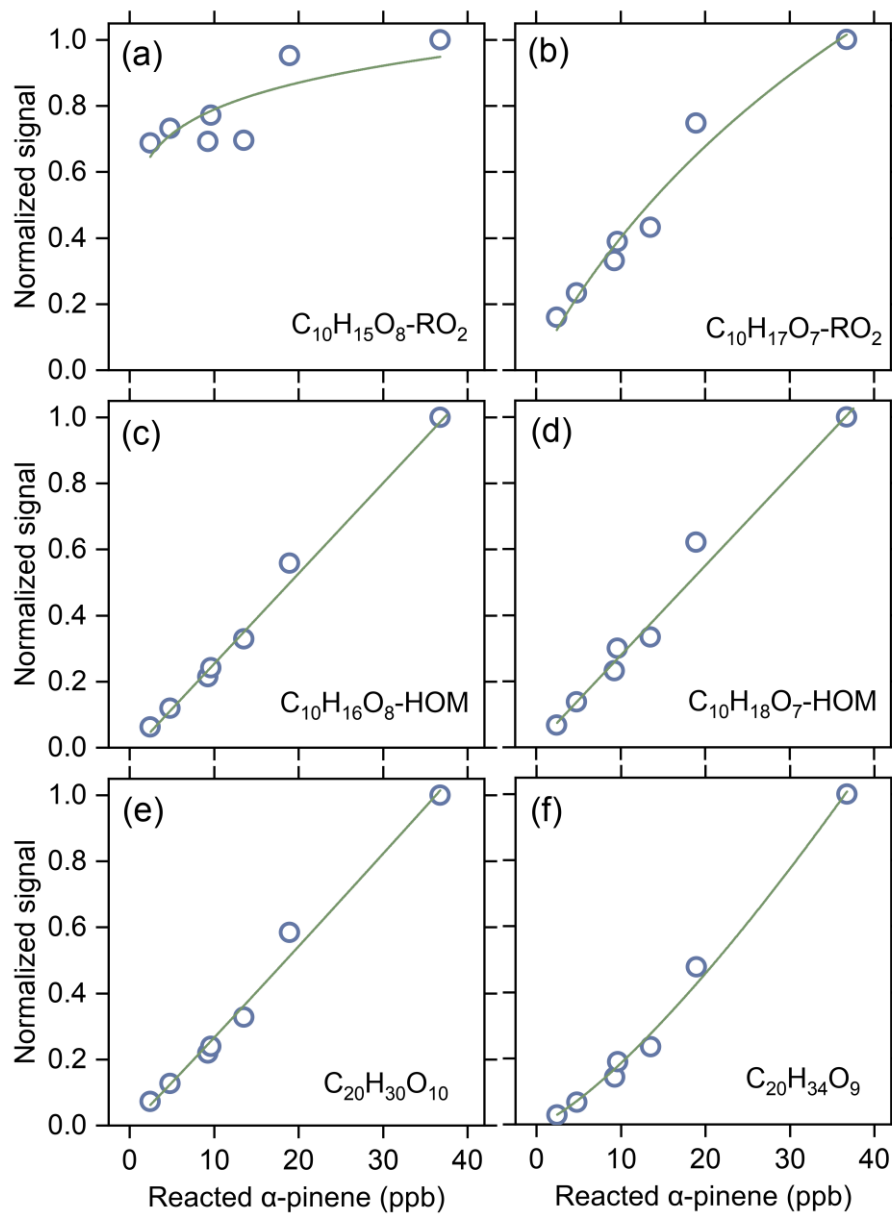 (a)
(b)
1.0
0.8
0.6
0.4
0.2
0.0
Normalized signal
C₁₀H₁₅O₈-RO₂
C₁₀H₁₇O₇-RO₂
(c)
(d)
1.0
0.8
0.6
0.4
0.2
0.0
Normalized signal
C₁₀H₁₆O₈-HOM
C₁₀H₁₈O₇-HOM
(e)
(f)
1.0
0.8
0.6
0.4
0.2
0.0
Normalized signal
C₂₀H₃₀O₁₀
C₂₀H₃₄O₉
0 10 20 30 40
0 10 20 30 40
Reacted α-pinene (ppb)
Reacted α-pinene (ppb)